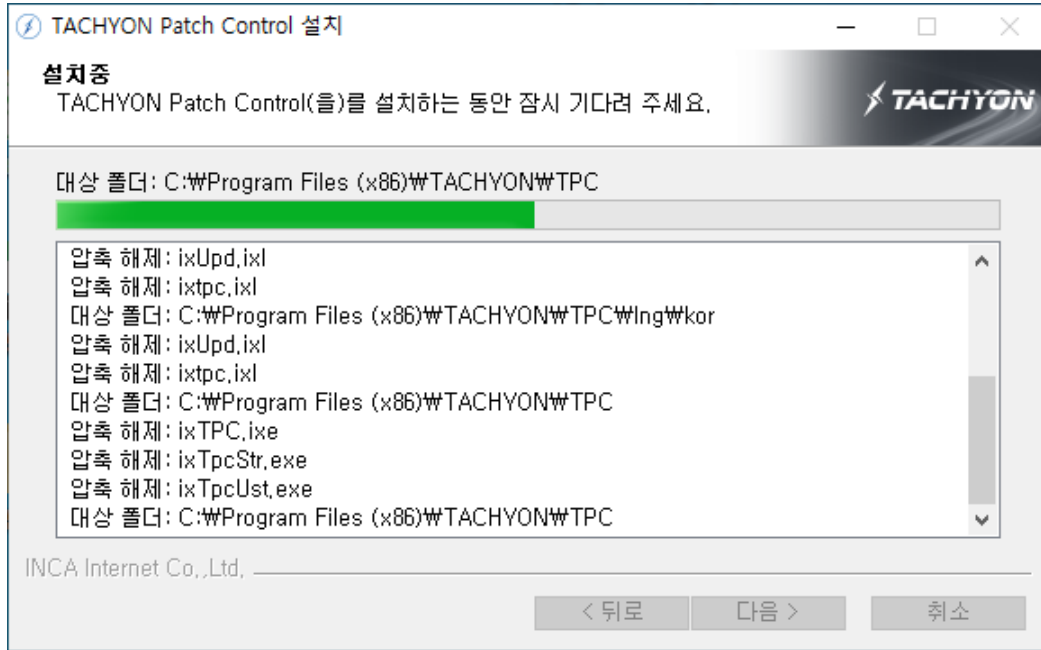 TACHYON Patch Control 설치
설치중
TACHYON Patch Control(을)를 설치하는 동안 잠시 기다려 주세요.
TACHYON
대상 폴더: C:₩Program Files (x86)₩TACHYON₩TPC
압축 해제: ixUpd.ixl
압축 해제: ixtpc.ixl
대상 폴더: C:₩Program Files (x86)₩TACHYON₩TPC₩lng₩kor
압축 해제: ixUpd.ixl
압축 해제: ixtpc.ixl
대상 폴더: C:₩Program Files (x86)₩TACHYON₩TPC
압축 해제: ixTPC.ixe
압축 해제: ixTpcStr.exe
압축 해제: ixTpcUst.exe
대상 폴더: C:₩Program Files (x86)₩TACHYON₩TPC
INCA Internet Co.,Ltd.
< 뒤로 다음 > 취소